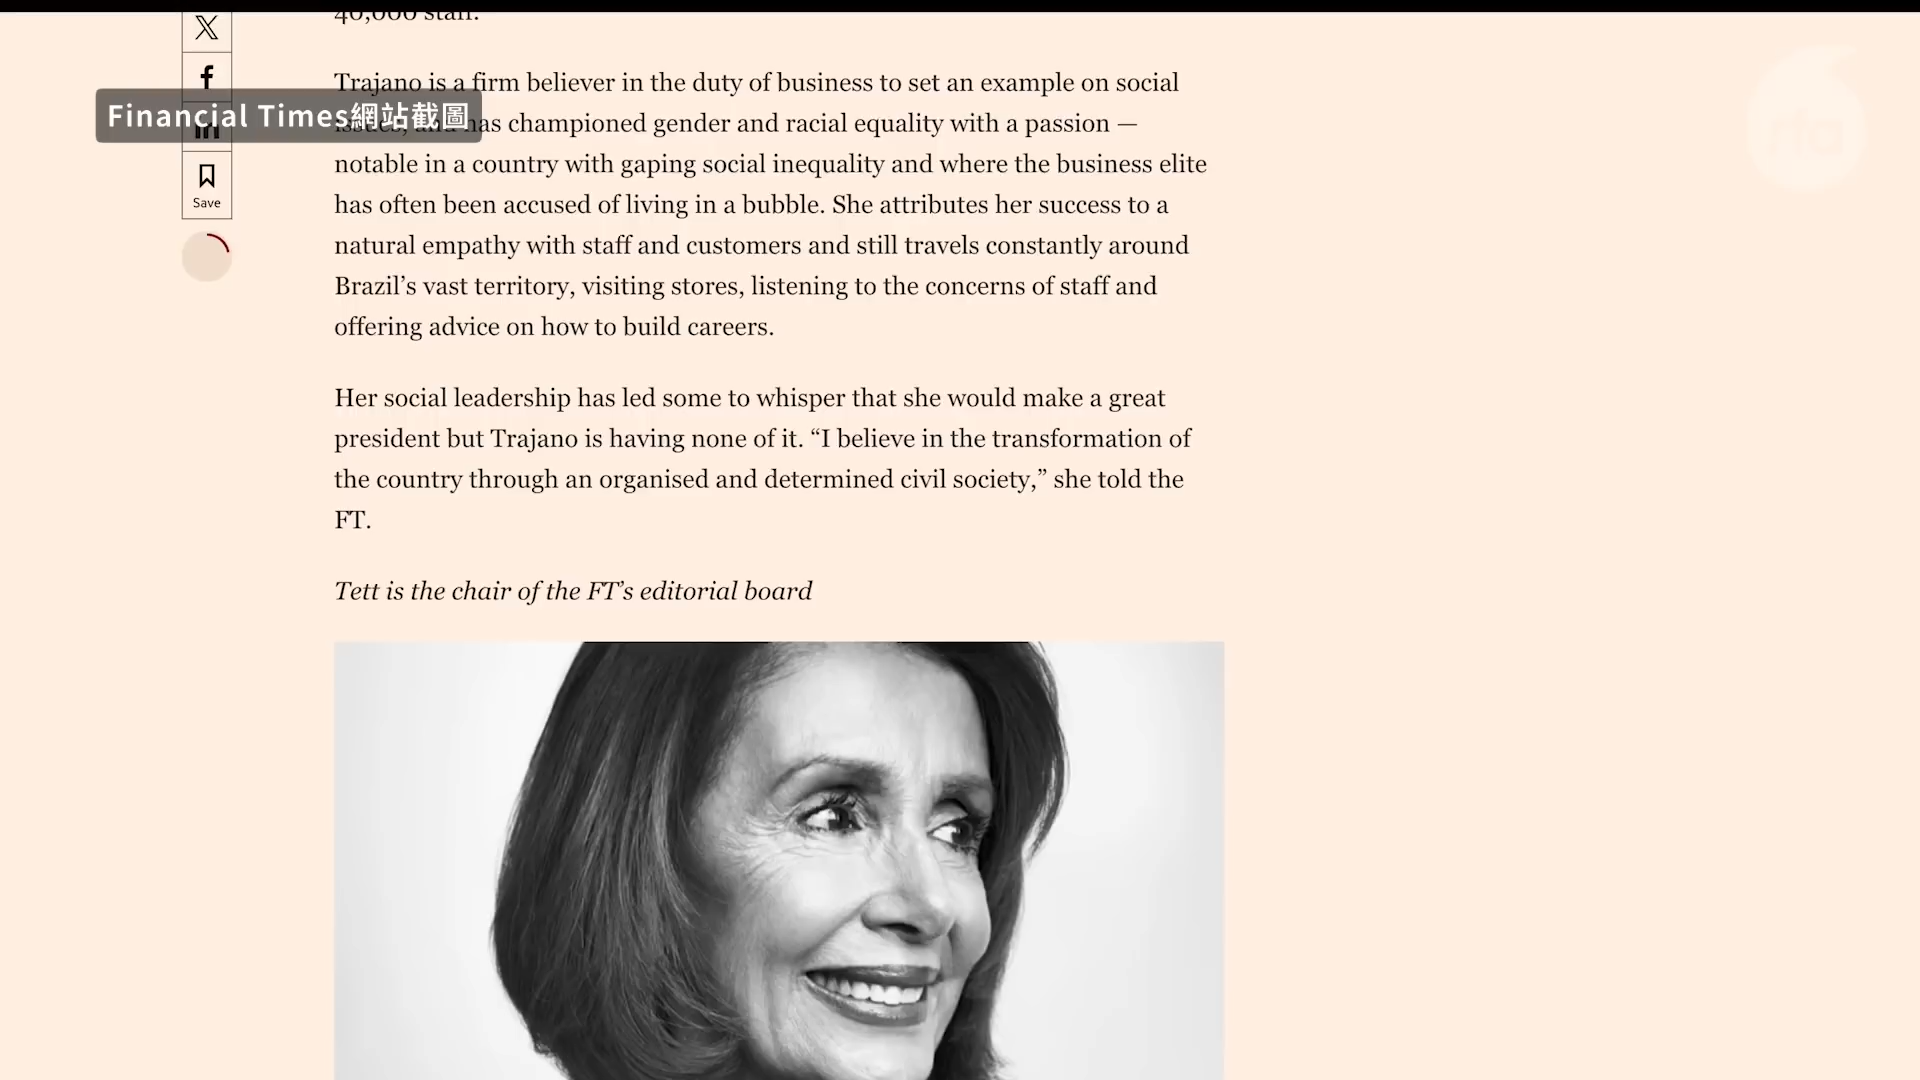 40,000 staff.
Trajano is a firm believer in the duty of business to set an example on social
Financial Times網站截圖
issues, and has championed gender and racial equality with a passion —
notable in a country with gaping social inequality and where the business elite
Save
has often been accused of living in a bubble. She attributes her success to a
natural empathy with staff and customers and still travels constantly around
Brazil’s vast territory, visiting stores, listening to the concerns of staff and
offering advice on how to build careers.
Her social leadership has led some to whisper that she would make a great
president but Trajano is having none of it. “I believe in the transformation of
the country through an organised and determined civil society,” she told the
FT.
Tett is the chair of the FT’s editorial board